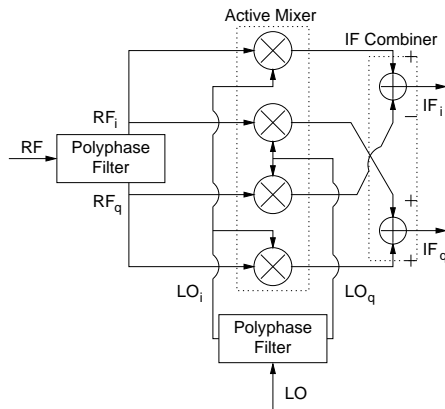 Active Mixer
IF Combiner
+
IF_i
−
RF_i
RF
Polyphase
Filter
RF_q
+
IF_q
+
LO_i
LO_q
Polyphase
Filter
LO